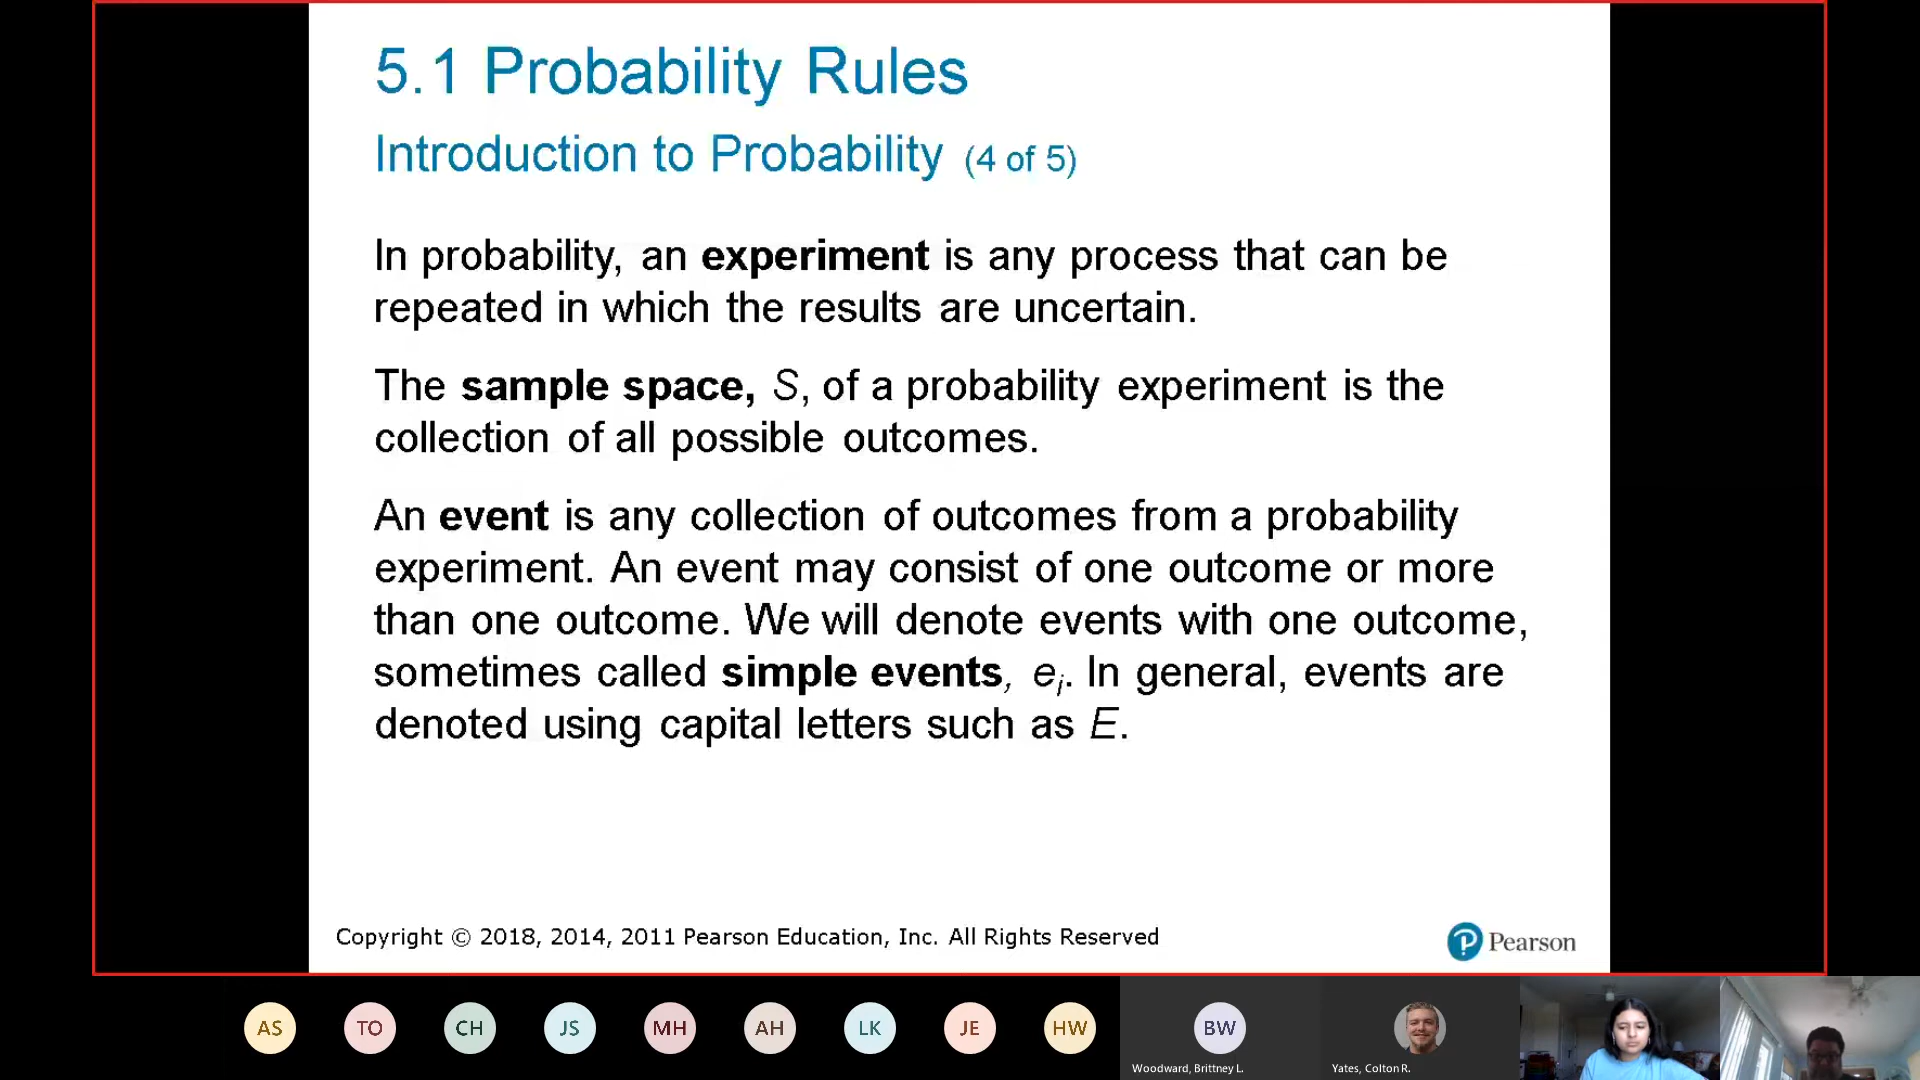 5.1 Probability Rules
Introduction to Probability (4 of 5)
In probability, an experiment is any process that can be
repeated in which the results are uncertain.
The sample space, S, of a probability experiment is the
collection of all possible outcomes.
An event is any collection of outcomes from a probability
experiment. An event may consist of one outcome or more
than one outcome. We will denote events with one outcome,
sometimes called simple events, eᵢ. In general, events are
denoted using capital letters such as E.
Copyright © 2018, 2014, 2011 Pearson Education, Inc. All Rights Reserved
P Pearson
AS TO CH JS MH AH LK JE HW BW
Woodward, Brittney L. Yates, Colton R.